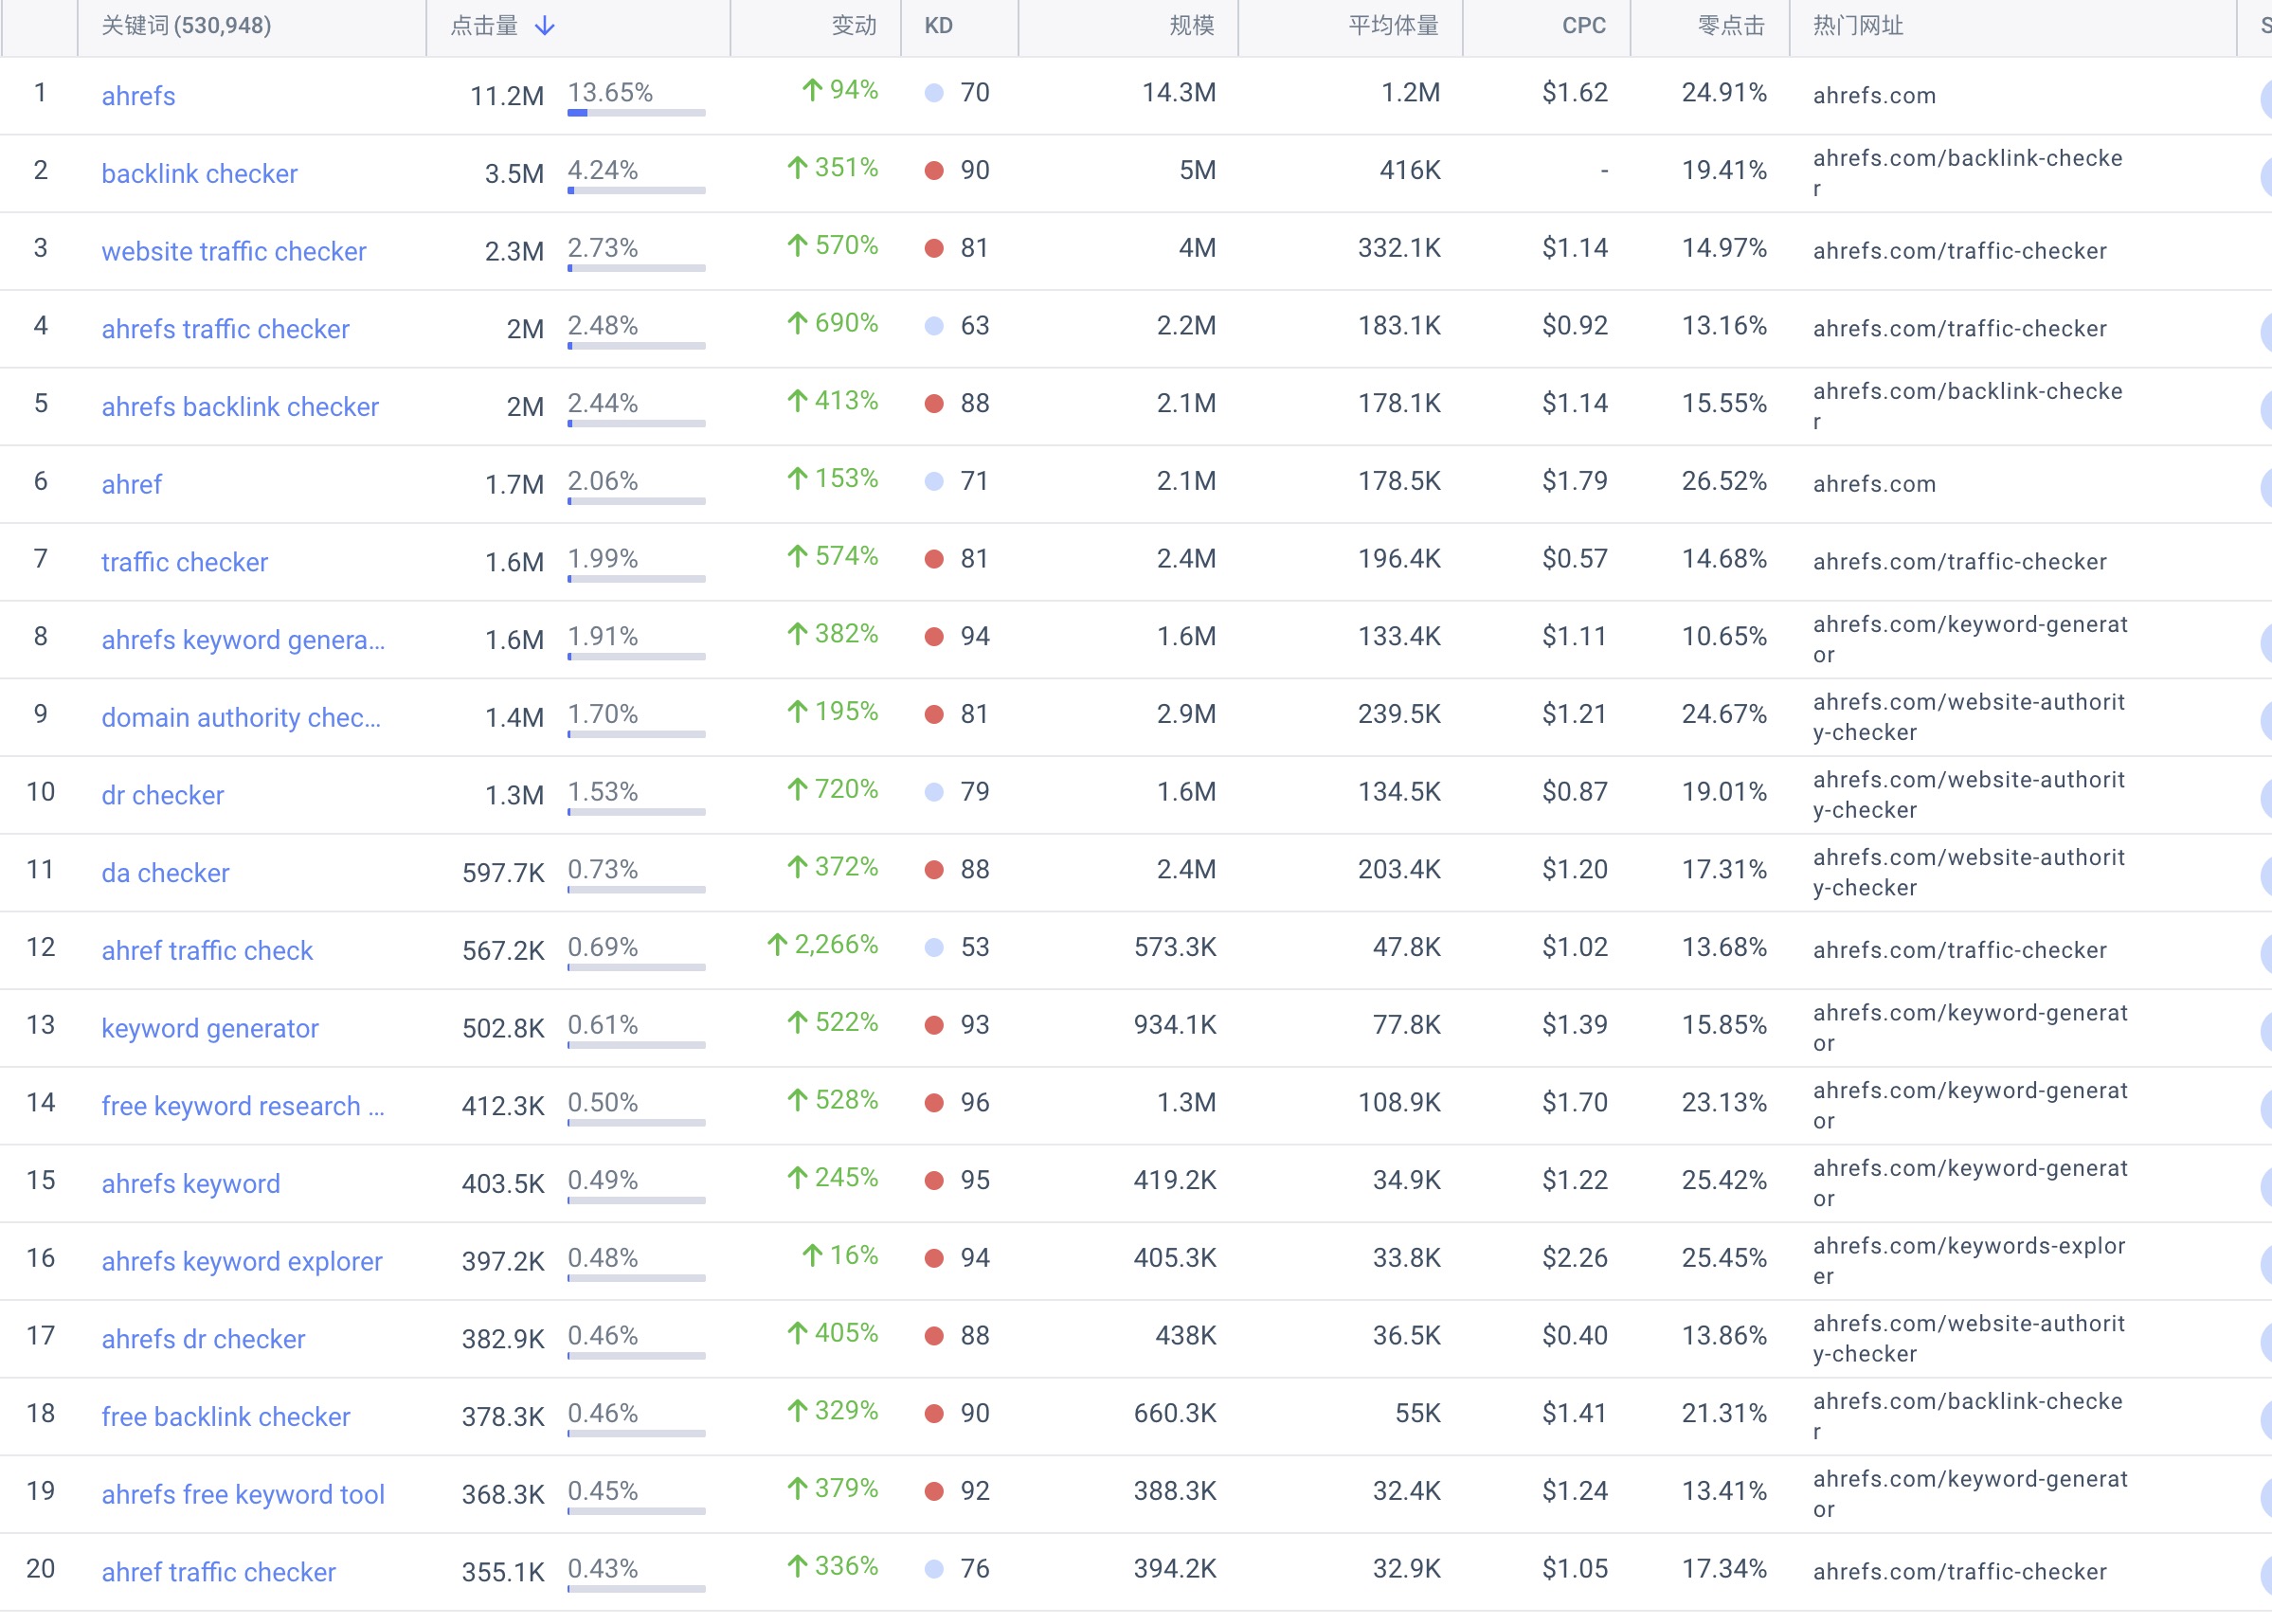 关键词 (530,948) 点击量 变动 KD 规模 平均体量 CPC 零点击 热门网址
1 ahrefs 11.2M 13.65% 94% 70 14.3M 1.2M $1.62 24.91% ahrefs.com
2 backlink checker 3.5M 4.24% 351% 90 5M 416K - 19.41% ahrefs.com/backlink-checke
r
3 website traffic checker 2.3M 2.73% 570% 81 4M 332.1K $1.14 14.97% ahrefs.com/traffic-checker
4 ahrefs traffic checker 2M 2.48% 690% 63 2.2M 183.1K $0.92 13.16% ahrefs.com/traffic-checker
5 ahrefs backlink checker 2M 2.44% 413% 88 2.1M 178.1K $1.14 15.55% ahrefs.com/backlink-checke
r
6 ahref 1.7M 2.06% 153% 71 2.1M 178.5K $1.79 26.52% ahrefs.com
7 traffic checker 1.6M 1.99% 574% 81 2.4M 196.4K $0.57 14.68% ahrefs.com/traffic-checker
8 ahrefs keyword genera... 1.6M 1.91% 382% 94 1.6M 133.4K $1.11 10.65% ahrefs.com/keyword-generat
or
9 domain authority chec... 1.4M 1.70% 195% 81 2.9M 239.5K $1.21 24.67% ahrefs.com/website-authorit
y-checker
10 dr checker 1.3M 1.53% 720% 79 1.6M 134.5K $0.87 19.01% ahrefs.com/website-authorit
y-checker
11 da checker 597.7K 0.73% 372% 88 2.4M 203.4K $1.20 17.31% ahrefs.com/website-authorit
y-checker
12 ahref traffic check 567.2K 0.69% 2,266% 53 573.3K 47.8K $1.02 13.68% ahrefs.com/traffic-checker
13 keyword generator 502.8K 0.61% 522% 93 934.1K 77.8K $1.39 15.85% ahrefs.com/keyword-generat
or
14 free keyword research ... 412.3K 0.50% 528% 96 1.3M 108.9K $1.70 23.13% ahrefs.com/keyword-generat
or
15 ahrefs keyword 403.5K 0.49% 245% 95 419.2K 34.9K $1.22 25.42% ahrefs.com/keyword-generat
or
16 ahrefs keyword explorer 397.2K 0.48% 16% 94 405.3K 33.8K $2.26 25.45% ahrefs.com/keywords-explor
er
17 ahrefs dr checker 382.9K 0.46% 405% 88 438K 36.5K $0.40 13.86% ahrefs.com/website-authorit
y-checker
18 free backlink checker 378.3K 0.46% 329% 90 660.3K 55K $1.41 21.31% ahrefs.com/backlink-checke
r
19 ahrefs free keyword tool 368.3K 0.45% 379% 92 388.3K 32.4K $1.24 13.41% ahrefs.com/keyword-generat
or
20 ahref traffic checker 355.1K 0.43% 336% 76 394.2K 32.9K $1.05 17.34% ahrefs.com/traffic-checker